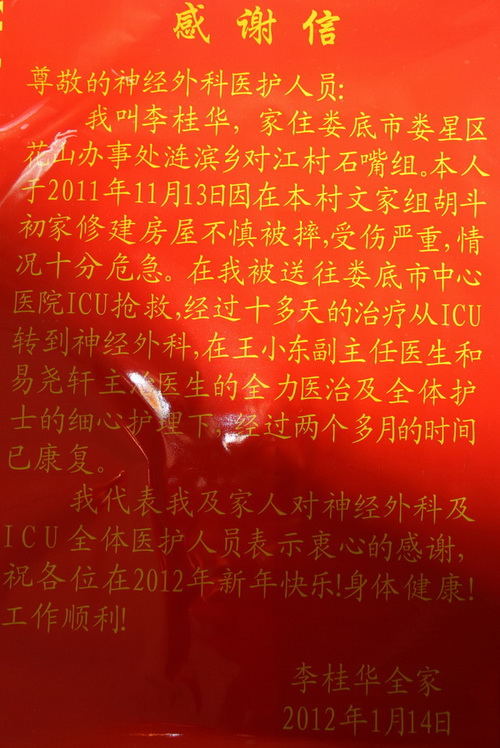 感谢信
尊敬的神经外科医护人员:
我叫李桂华，家住娄底市娄星区
花山办事处涟滨乡对江村石嘴组。本人
于2011年11月13日因在本村文家组胡斗
初家修建房屋不慎被摔,受伤严重,情
况十分危急。在我被送往娄底市中心
医院ICU抢救,经过十多天的治疗从ICU
转到神经外科,在王小东副主任医生和
易尧轩主治医生的全力医治及全体护
士的细心护理下，经过两个多月的时间
已康复。
我代表我及家人对神经外科及
ICU全体医护人员表示衷心的感谢,
祝各位在2012年新年快乐!身体健康!
工作顺利!
李桂华全家
2012年1月14日